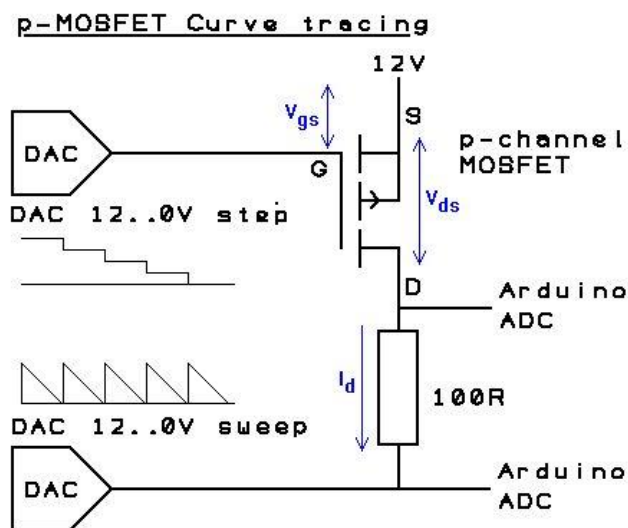 p-MOSFET Curve tracing
12V
Vgs
S
DAC
G
p-channel
MOSFET
Vds
DAC 12..0V step
D
Arduino
ADC
Id
100R
DAC 12..0V sweep
DAC
Arduino
ADC